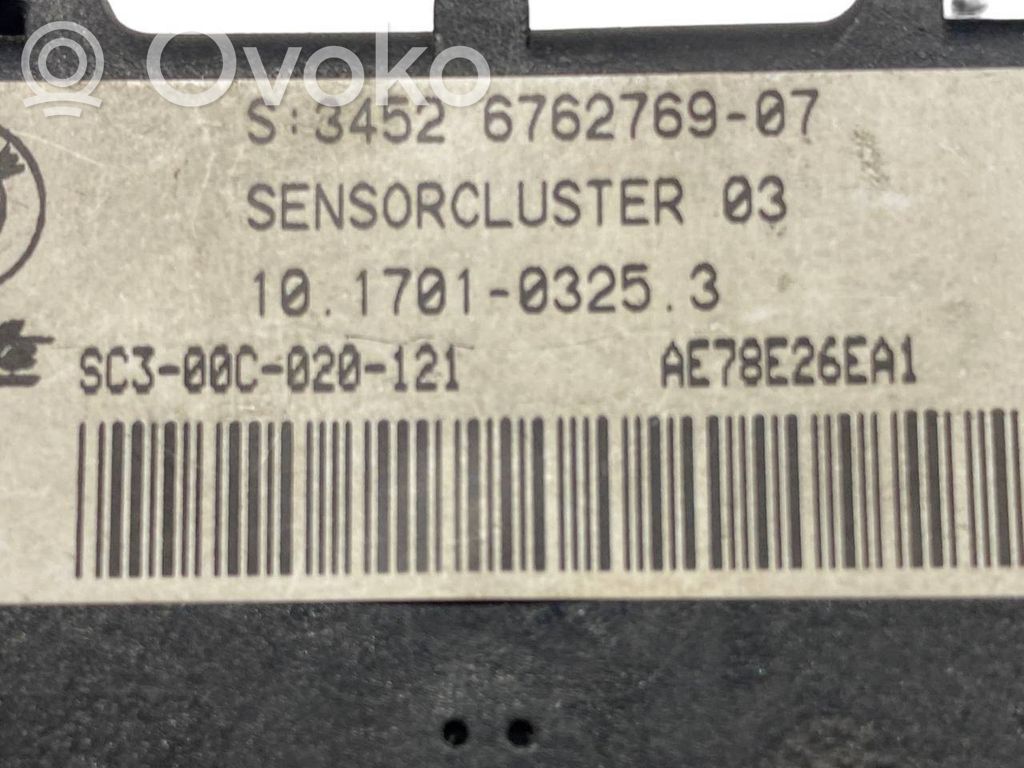 Ovoko
S:3452 6762769-07
SENSORCLUSTER 03
10.1701-0325.3
SC3-00C-020-121 AE78E26EA1